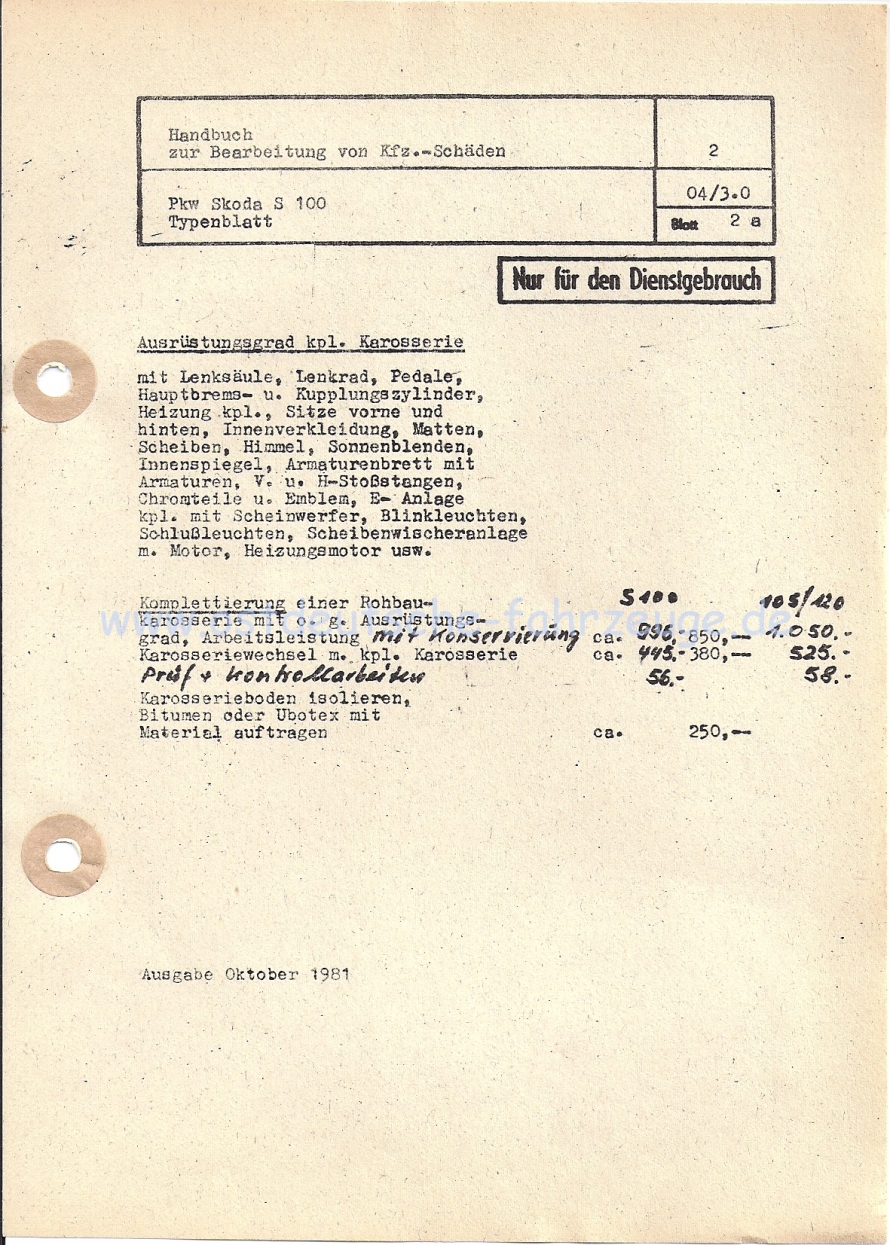 Handbuch
zur Bearbeitung von Kfz.-Schäden
2
Pkw Skoda S 100
Typenblatt
04/3.0
Blatt 2 a
Nur für den Dienstgebrauch
Ausrüstungsgrad kpl. Karosserie
mit Lenksäule, Lenkrad, Pedale,
Hauptbrems- u. Kupplungszylinder,
Heizung kpl., Sitze vorne und
hinten, Innenverkleidung, Matten,
Scheiben, Himmel, Sonnenblenden,
Innenspiegel, Armaturenbrett mit
Armaturen, V. u. H-Stoßstangen,
Chromteile u. Emblem, E- Anlage
kpl. mit Scheinwerfer, Blinkleuchten,
Schlußleuchten, Scheibenwischeranlage
m. Motor, Heizungsmotor usw.
Komplettierung einer Rohbau- S 100 105/120
karosserie mit o. g. Ausrüstungs-
www.ostdeutsche-fahrzeuge.de
grad, Arbeitsleistung mit Konservierung ca. 996,- 850,-- 1.050.-
Karosseriewechsel m. kpl. Karosserie ca. 445.- 380,-- 525.-
Prüf + Kontrollarbeiten 56.- 58.-
Karosserieboden isolieren,
Bitumen oder Ubotex mit
Material auftragen ca. 250,--
Ausgabe Oktober 1981